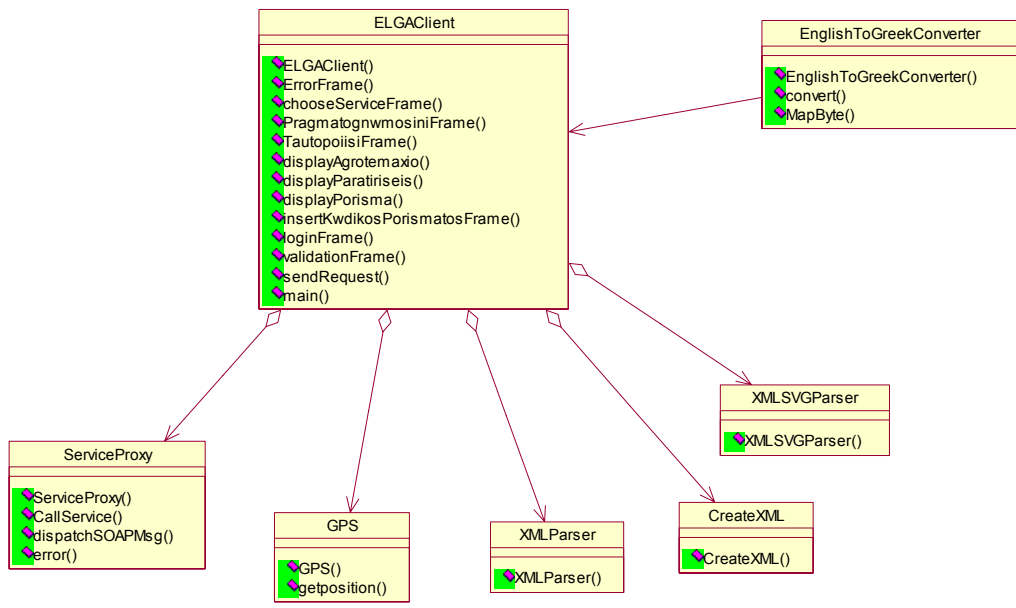 ELGAClient
ELGAClient()
ErrorFrame()
chooseServiceFrame()
PragmatognwmosiniFrame()
TautopoiisiFrame()
displayAgrotemaxio()
displayParatiriseis()
displayPorisma()
insertKwdikosPorismatosFrame()
loginFrame()
validationFrame()
sendRequest()
main()
EnglishToGreekConverter
EnglishToGreekConverter()
convert()
MapByte()
XMLSVGParser
XMLSVGParser()
ServiceProxy
ServiceProxy()
CallService()
dispatchSOAPMsg()
error()
GPS
GPS()
getposition()
XMLParser
XMLParser()
CreateXML
CreateXML()